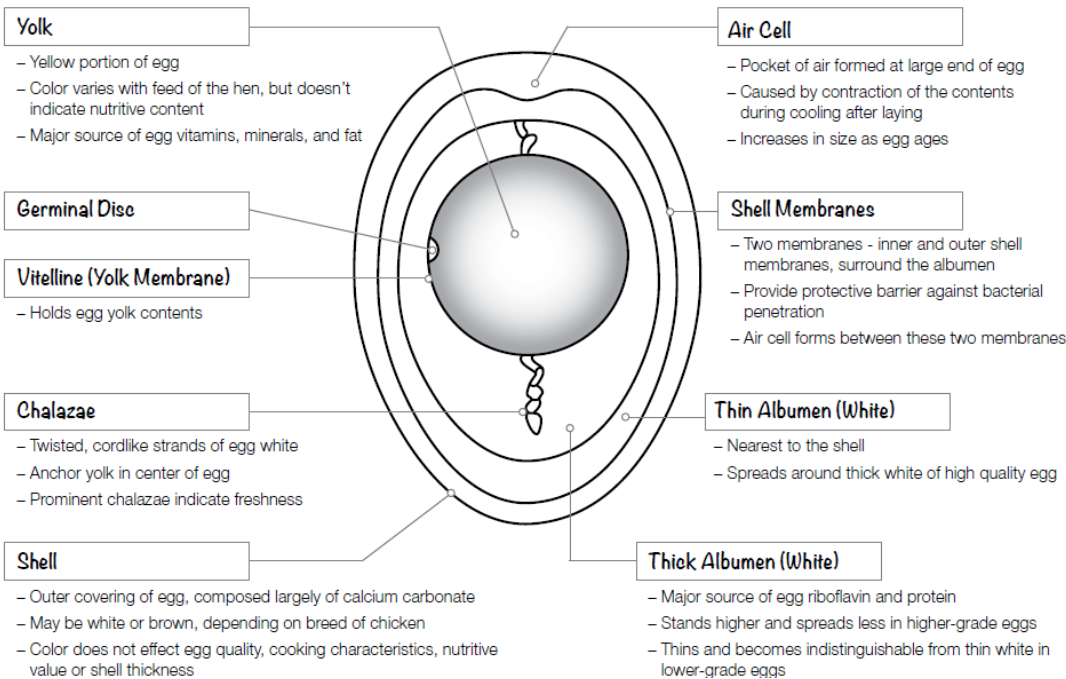 Yolk
– Yellow portion of egg
– Color varies with feed of the hen, but doesn’t
indicate nutritive content
– Major source of egg vitamins, minerals, and fat
Germinal Disc
Vitelline (Yolk Membrane)
– Holds egg yolk contents
Chalazae
– Twisted, cordlike strands of egg white
– Anchor yolk in center of egg
– Prominent chalazae indicate freshness
Shell
– Outer covering of egg, composed largely of calcium carbonate
– May be white or brown, depending on breed of chicken
– Color does not effect egg quality, cooking characteristics, nutritive
value or shell thickness
Air Cell
– Pocket of air formed at large end of egg
– Caused by contraction of the contents
during cooling after laying
– Increases in size as egg ages
Shell Membranes
– Two membranes - inner and outer shell
membranes, surround the albumen
– Provide protective barrier against bacterial
penetration
– Air cell forms between these two membranes
Thin Albumen (White)
– Nearest to the shell
– Spreads around thick white of high quality egg
Thick Albumen (White)
– Major source of egg riboflavin and protein
– Stands higher and spreads less in higher-grade eggs
– Thins and becomes indistinguishable from thin white in
lower-grade eggs